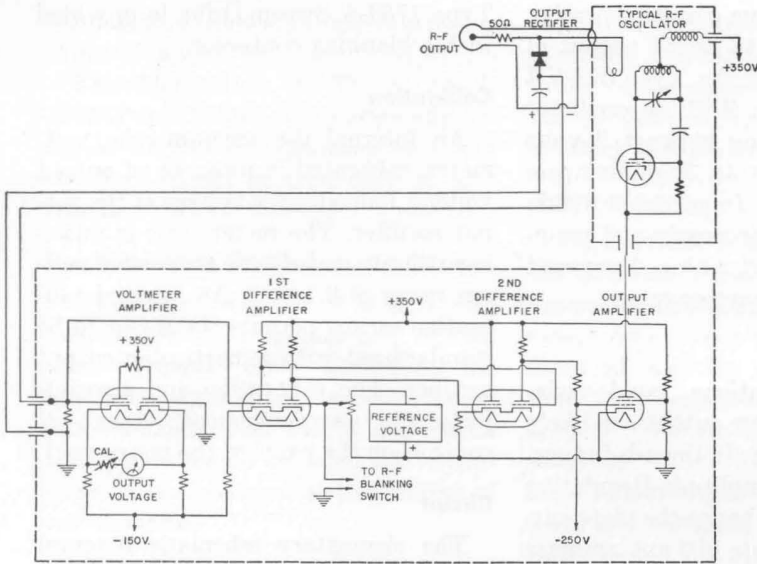 OUTPUT RECTIFIER
TYPICAL R-F OSCILLATOR
50Ω
R-F OUTPUT
+350V
+ −
VOLTMETER AMPLIFIER
1 ST DIFFERENCE AMPLIFIER
+350V
2 ND DIFFERENCE AMPLIFIER
OUTPUT AMPLIFIER
+350V
REFERENCE VOLTAGE
− +
CAL
OUTPUT VOLTAGE
TO R-F BLANKING SWITCH
−150V.
−250V